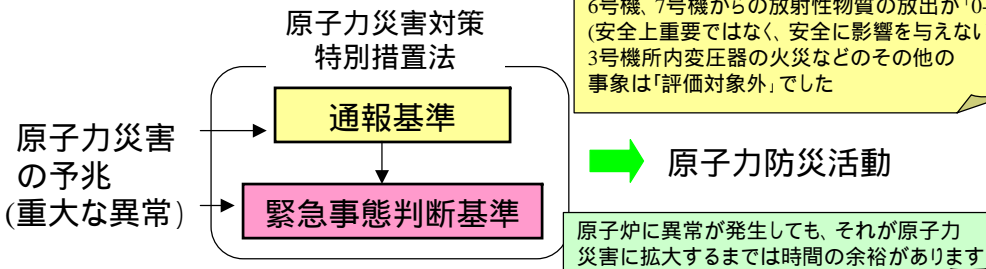 原子力災害対策
特別措置法
通報基準
緊急事態判断基準
原子力災害
の予兆
(重大な異常)
6号機、7号機からの放射性物質の放出が「0-
(安全上重要ではなく、安全に影響を与えない
3号機所内変圧器の火災などのその他の
事象は「評価対象外」でした
原子力防災活動
原子炉に異常が発生しても、それが原子力
災害に拡大するまでは時間の余裕があります